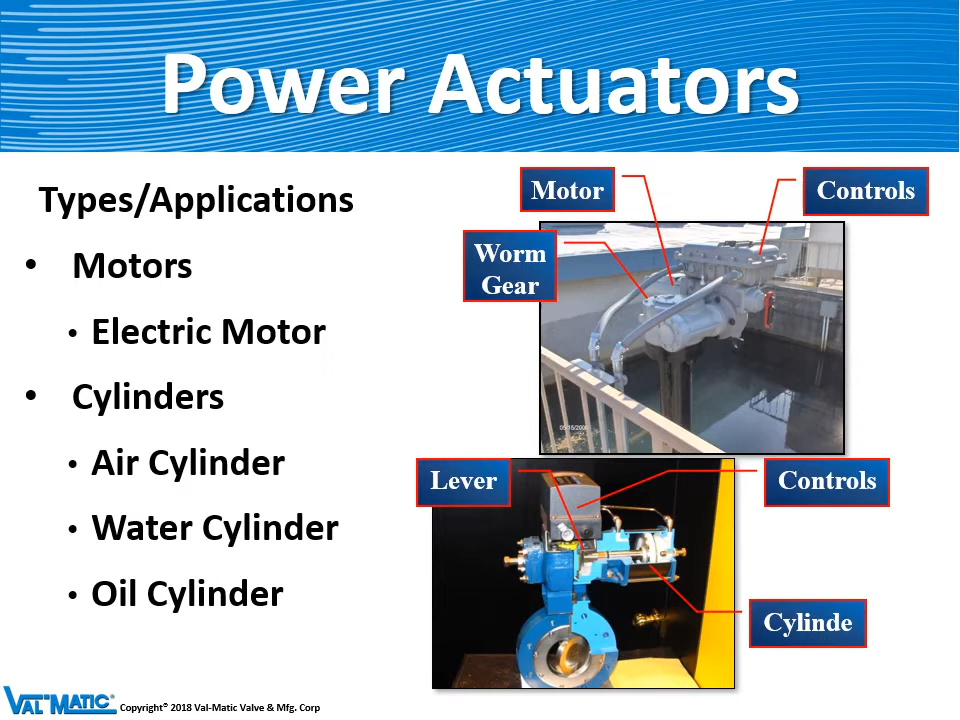 Power Actuators
Types/Applications
• Motors
• Electric Motor
• Cylinders
• Air Cylinder
• Water Cylinder
• Oil Cylinder
Motor
Controls
Worm
Gear
Lever
Controls
Cylinde
VAL-MATIC®
Copyright© 2018 Val-Matic Valve & Mfg. Corp